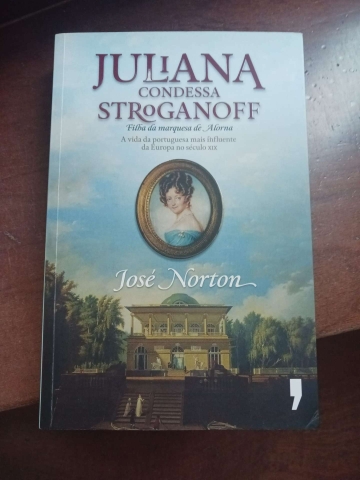 JULIANA
CONDESSA
STROGANOFF
Filha da marquesa de Alorna
A vida da portuguesa mais influente
da Europa no século XIX
José Norton